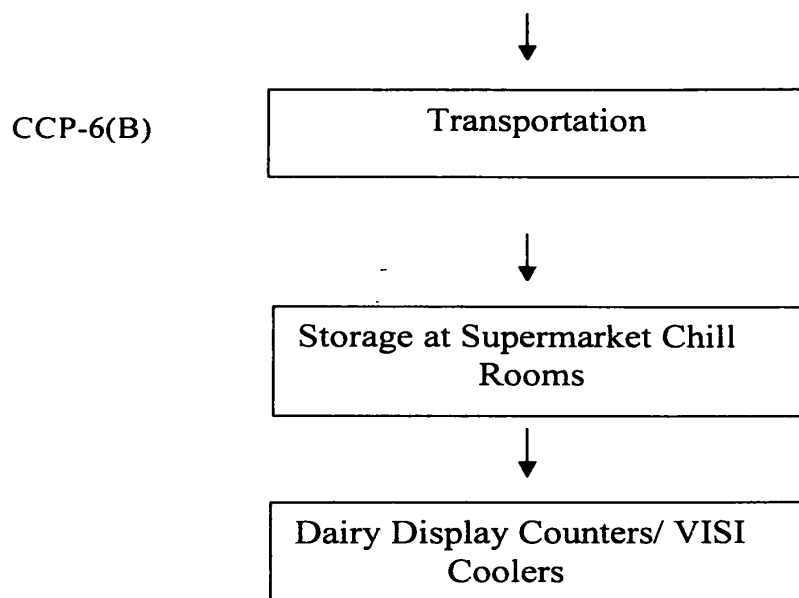 CCP-6(B)
Transportation
Storage at Supermarket Chill
Rooms
Dairy Display Counters/ VISI
Coolers